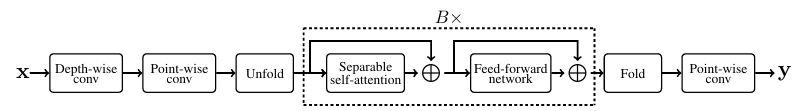 B×
x
Depth-wise
conv
Point-wise
conv
Unfold
Separable
self-attention
Feed-forward
network
Fold
Point-wise
conv
y